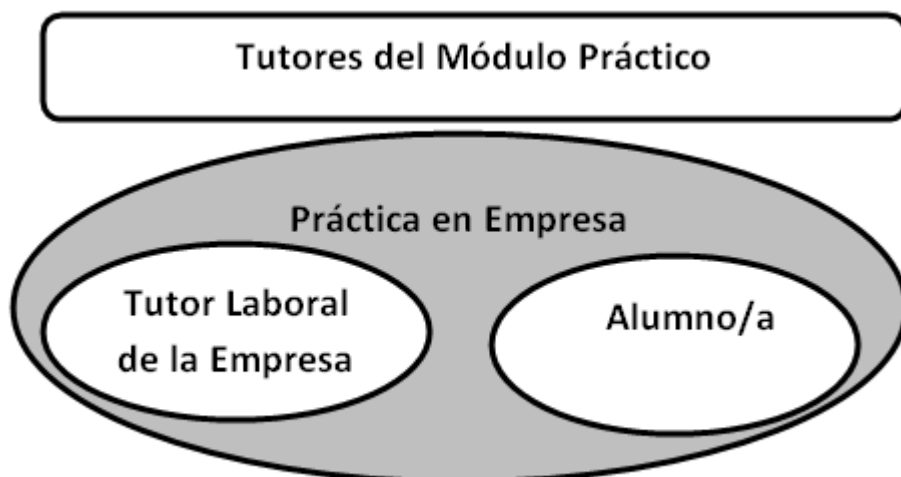 Tutores del Módulo Práctico
Práctica en Empresa
Tutor Laboral
de la Empresa
Alumno/a